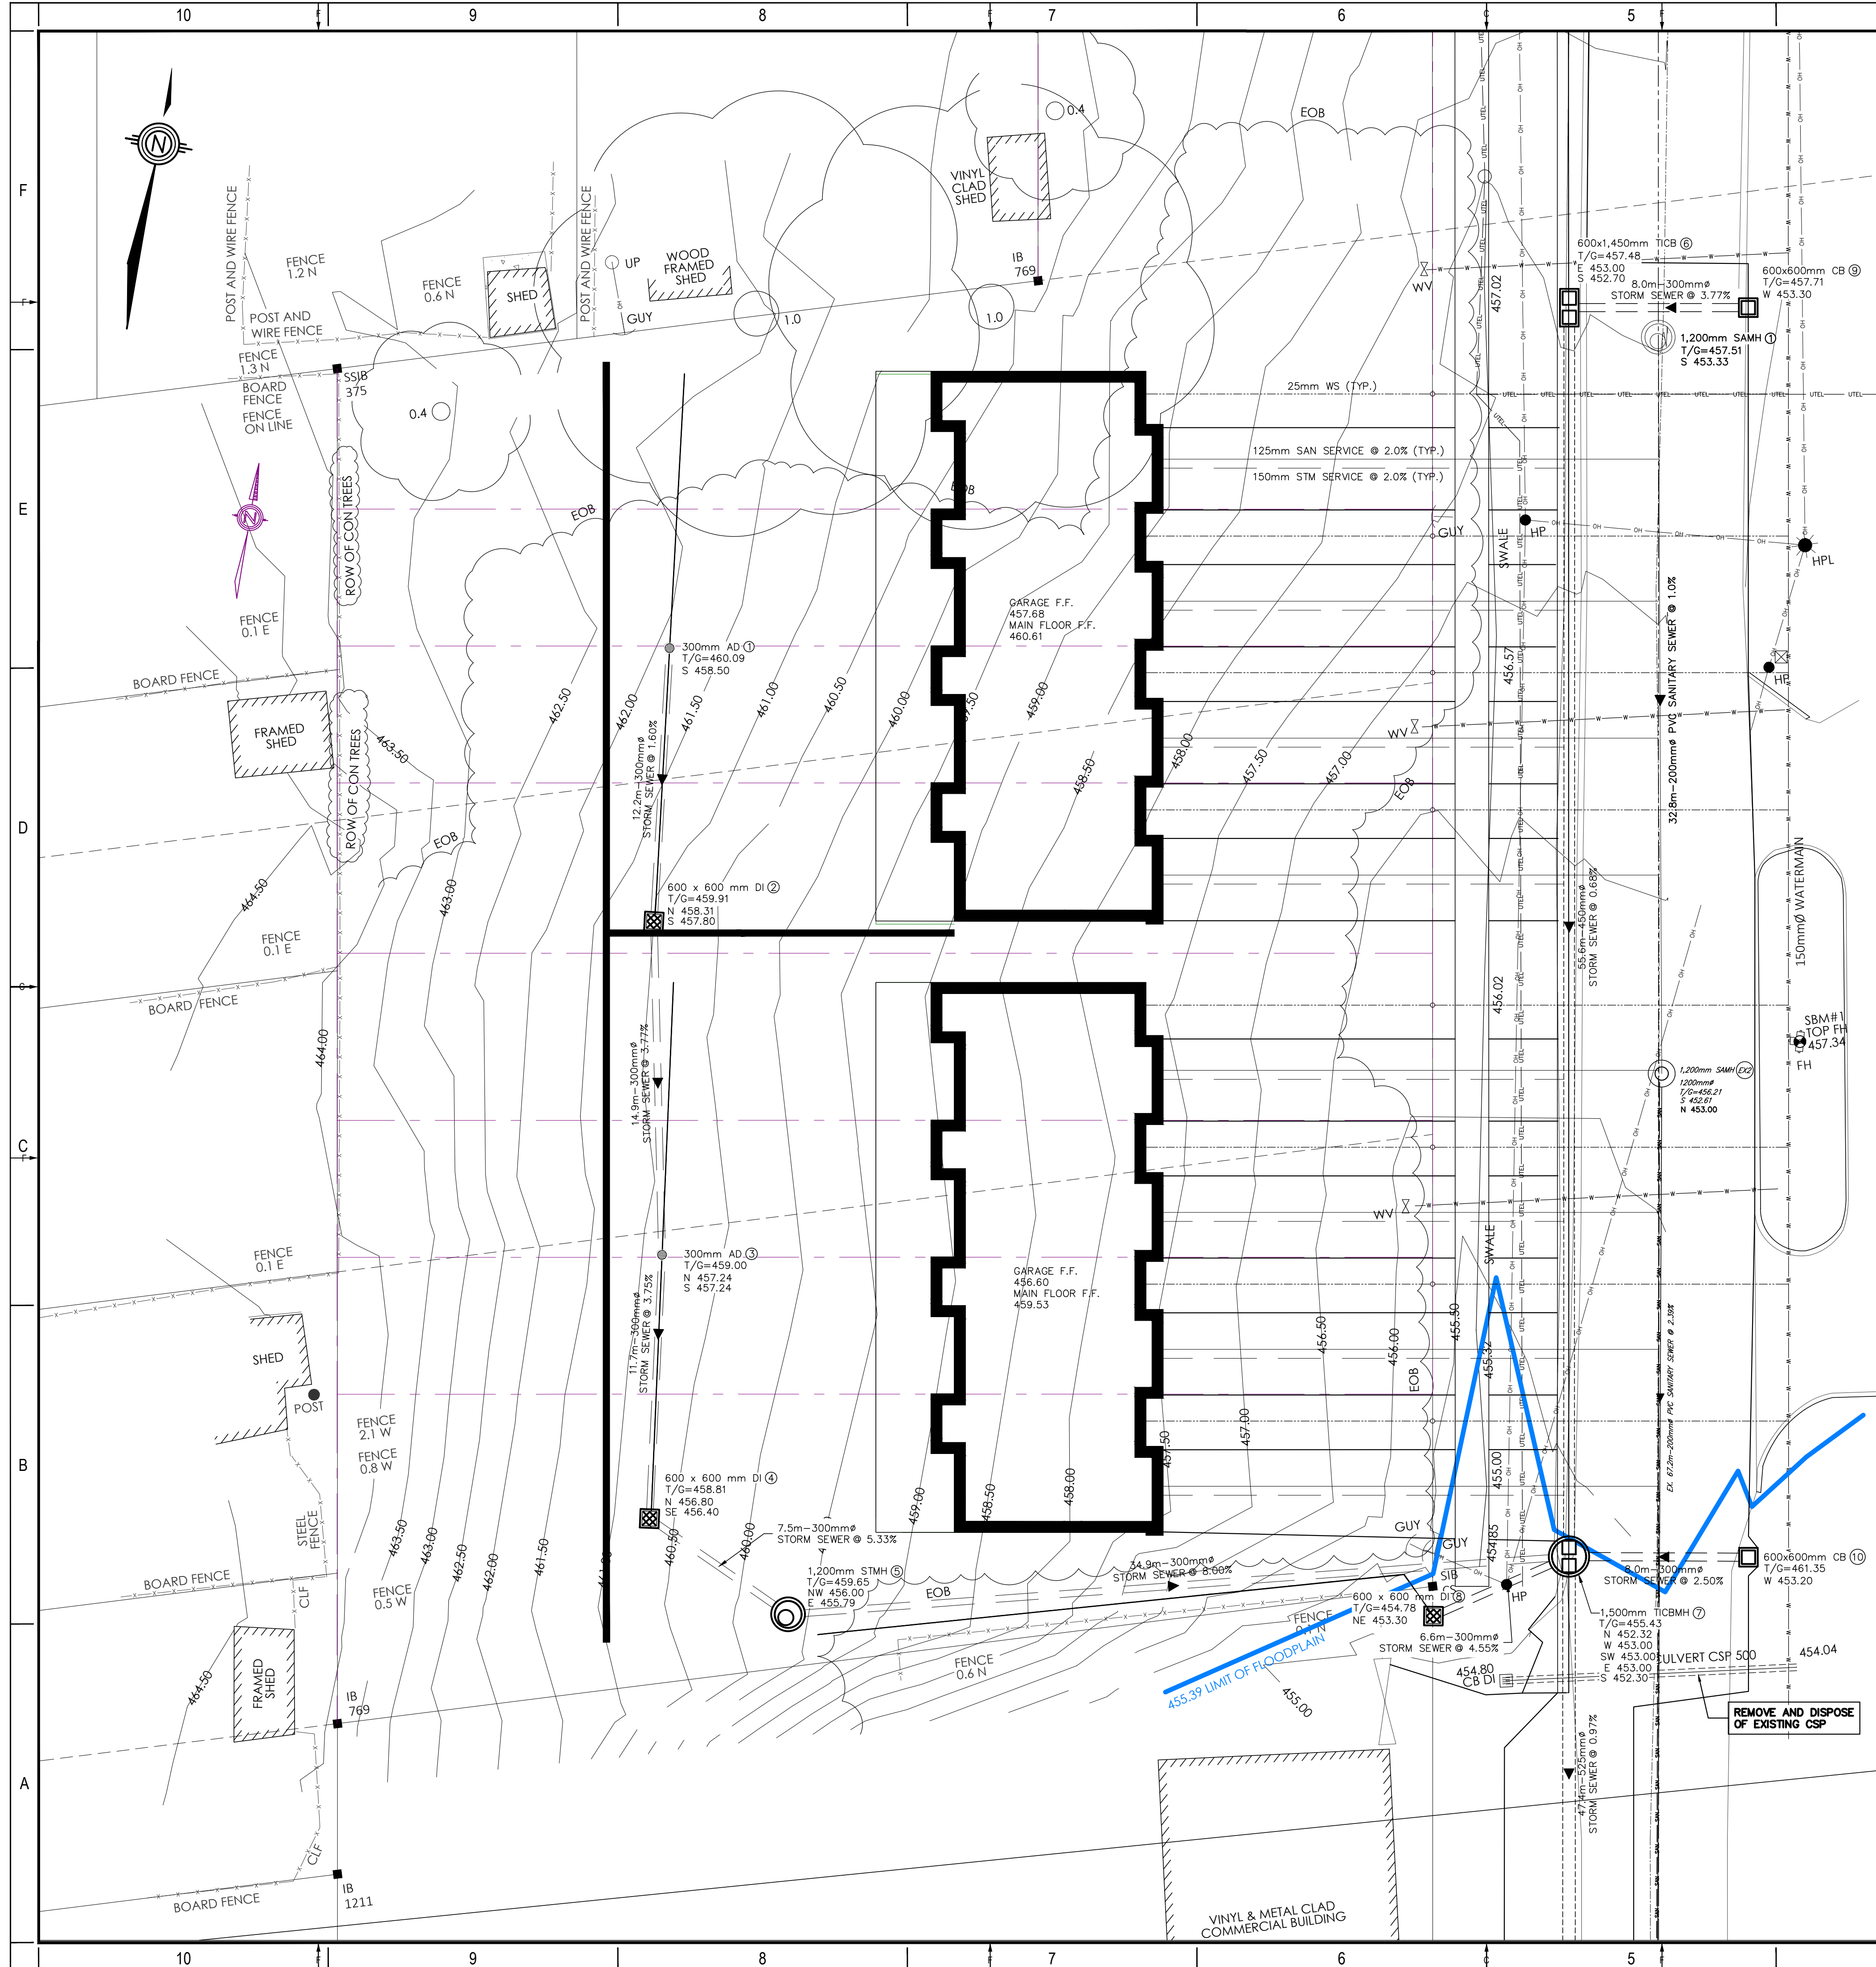 10
9
8
7
6
5
F
E
D
C
B
A
N
POST AND WIRE FENCE
FENCE
1.2 N
FENCE
0.6 N
SHED
POST AND WIRE FENCE
UP
GUY
WOOD
FRAMED
SHED
VINYL
CLAD
SHED
0.4
EOB
IB
769
1.0
1.0
POST AND
WIRE FENCE
FENCE
1.3 N
BOARD
FENCE
FENCE
ON LINE
SSIB
375
0.4
WV
457.02
600x1,450mm TICB 6
T/G=457.48
E 453.00
S 452.70
8.0m-300mmø
STORM SEWER @ 3.77%
600x600mm CB 9
T/G=457.71
W 453.30
1,200mm SAMH 1
T/G=457.51
S 453.33
25mm WS (TYP.)
125mm SAN SERVICE @ 2.0% (TYP.)
150mm STM SERVICE @ 2.0% (TYP.)
EOB
EOB
ROW OF CON TREES
N
GUY
SWALE
HP
HPL
HP
FENCE
0.1 E
BOARD FENCE
FRAMED
SHED
ROW OF CON TREES
463.50
EOB
464.50
463.00
462.50
462.00
461.50
461.00
460.50
460.00
459.00
458.50
458.00
457.50
457.00
456.57
300mm AD 1
T/G=460.09
S 458.50
GARAGE F.F.
457.68
MAIN FLOOR F.F.
460.61
12.2m-300mmø
STORM SEWER @ 1.60%
WV
EOB
32.8m-200mmø PVC SANITARY SEWER @ 1.0%
600 x 600 mm DI 2
T/G=459.91
N 458.31
S 457.80
55.6m-450mmø
STORM SEWER @ 0.68%
150mmØ WATERMAIN
FENCE
0.1 E
BOARD FENCE
464.00
456.02
SBM#1
TOP FH
457.34
FH
1,200mm SAMH EX2
1200mmø
T/G=456.21
S 452.61
N 453.00
14.9m-300mmø
STORM SEWER @ 3.77%
WV
SWALE
FENCE
0.1 E
300mm AD 3
T/G=459.00
N 457.24
S 457.24
GARAGE F.F.
456.60
MAIN FLOOR F.F.
459.53
11.7m-300mmø
STORM SEWER @ 3.75%
456.50
456.00
455.50
455.32
EOB
EX. 67.2m-200mmø PVC SANITARY SEWER @ 2.39%
SHED
POST
FENCE
2.1 W
FENCE
0.8 W
STEEL
FENCE
457.00
457.50
455.00
454.85
600 x 600 mm DI 4
T/G=458.81
N 456.80
SE 456.40
459.00
458.50
458.00
463.50
463.00
462.50
462.00
461.50
460.50
460.00
7.5m-300mmø
STORM SEWER @ 5.33%
1,200mm STMH 5
T/G=459.65
NW 456.00
E 455.79
EOB
34.9m-300mmø
STORM SEWER @ 8.00%
GUY
GUY
SIB
HP
600 x 600 mm DI 8
T/G=454.78
NE 453.30
6.6m-300mmø
STORM SEWER @ 4.55%
8.0m-300mmø
STORM SEWER @ 2.50%
600x600mm CB 10
T/G=461.35
W 453.20
1,500mm TICBMH 7
T/G=455.43
N 452.32
W 453.00
SW 453.00
E 453.00
S 452.30
CULVERT CSP 500
454.04
454.80
CB DI
REMOVE AND DISPOSE
OF EXISTING CSP
BOARD FENCE
CLF
FENCE
0.5 W
FENCE
FENCE
0.6 N
455.39 LIMIT OF FLOODPLAIN
455.00
464.50
FRAMED
SHED
IB
769
47.4m-525mmø
STORM SEWER @ 0.97%
CLF
BOARD FENCE
IB
1211
VINYL & METAL CLAD
COMMERCIAL BUILDING
10
9
8
7
6
5